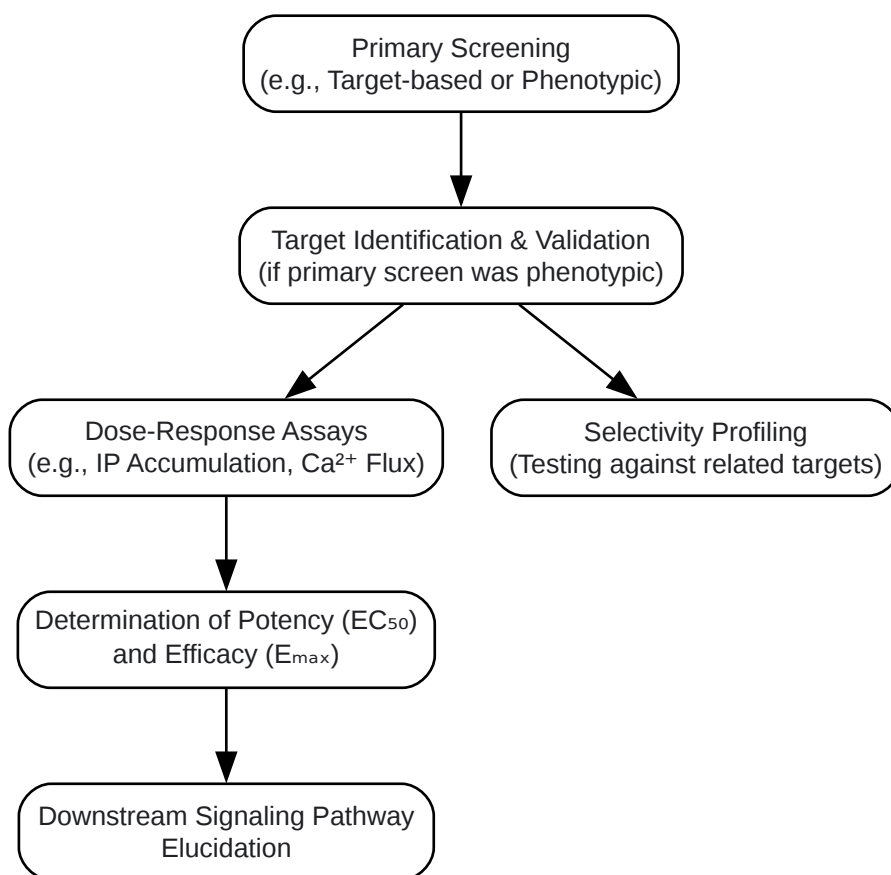 Primary Screening
(e.g., Target-based or Phenotypic)
Target Identification & Validation
(if primary screen was phenotypic)
Dose-Response Assays
(e.g., IP Accumulation, Ca²⁺ Flux)
Selectivity Profiling
(Testing against related targets)
Determination of Potency (EC₅₀)
and Efficacy (Eₘₐₓ)
Downstream Signaling Pathway
Elucidation